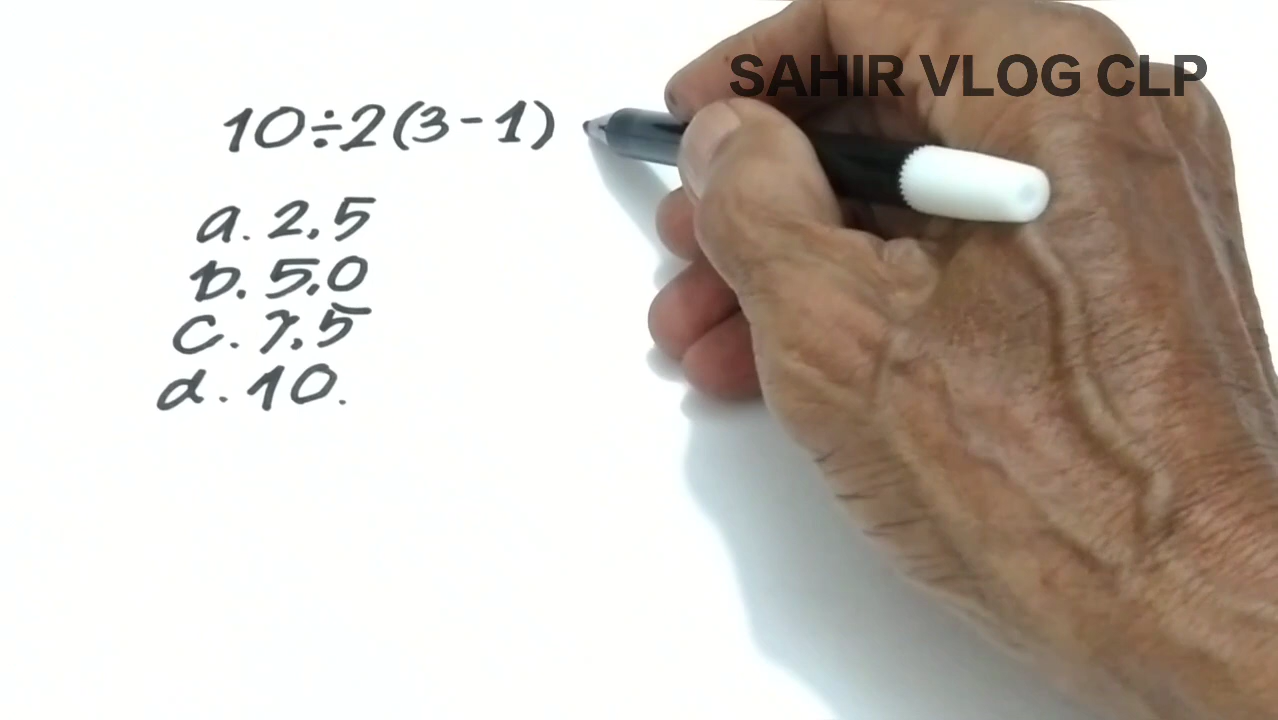 SAHIR VLOG CLP
10÷2(3-1)
a. 2,5
b. 5,0
c. 7,5
d. 10.